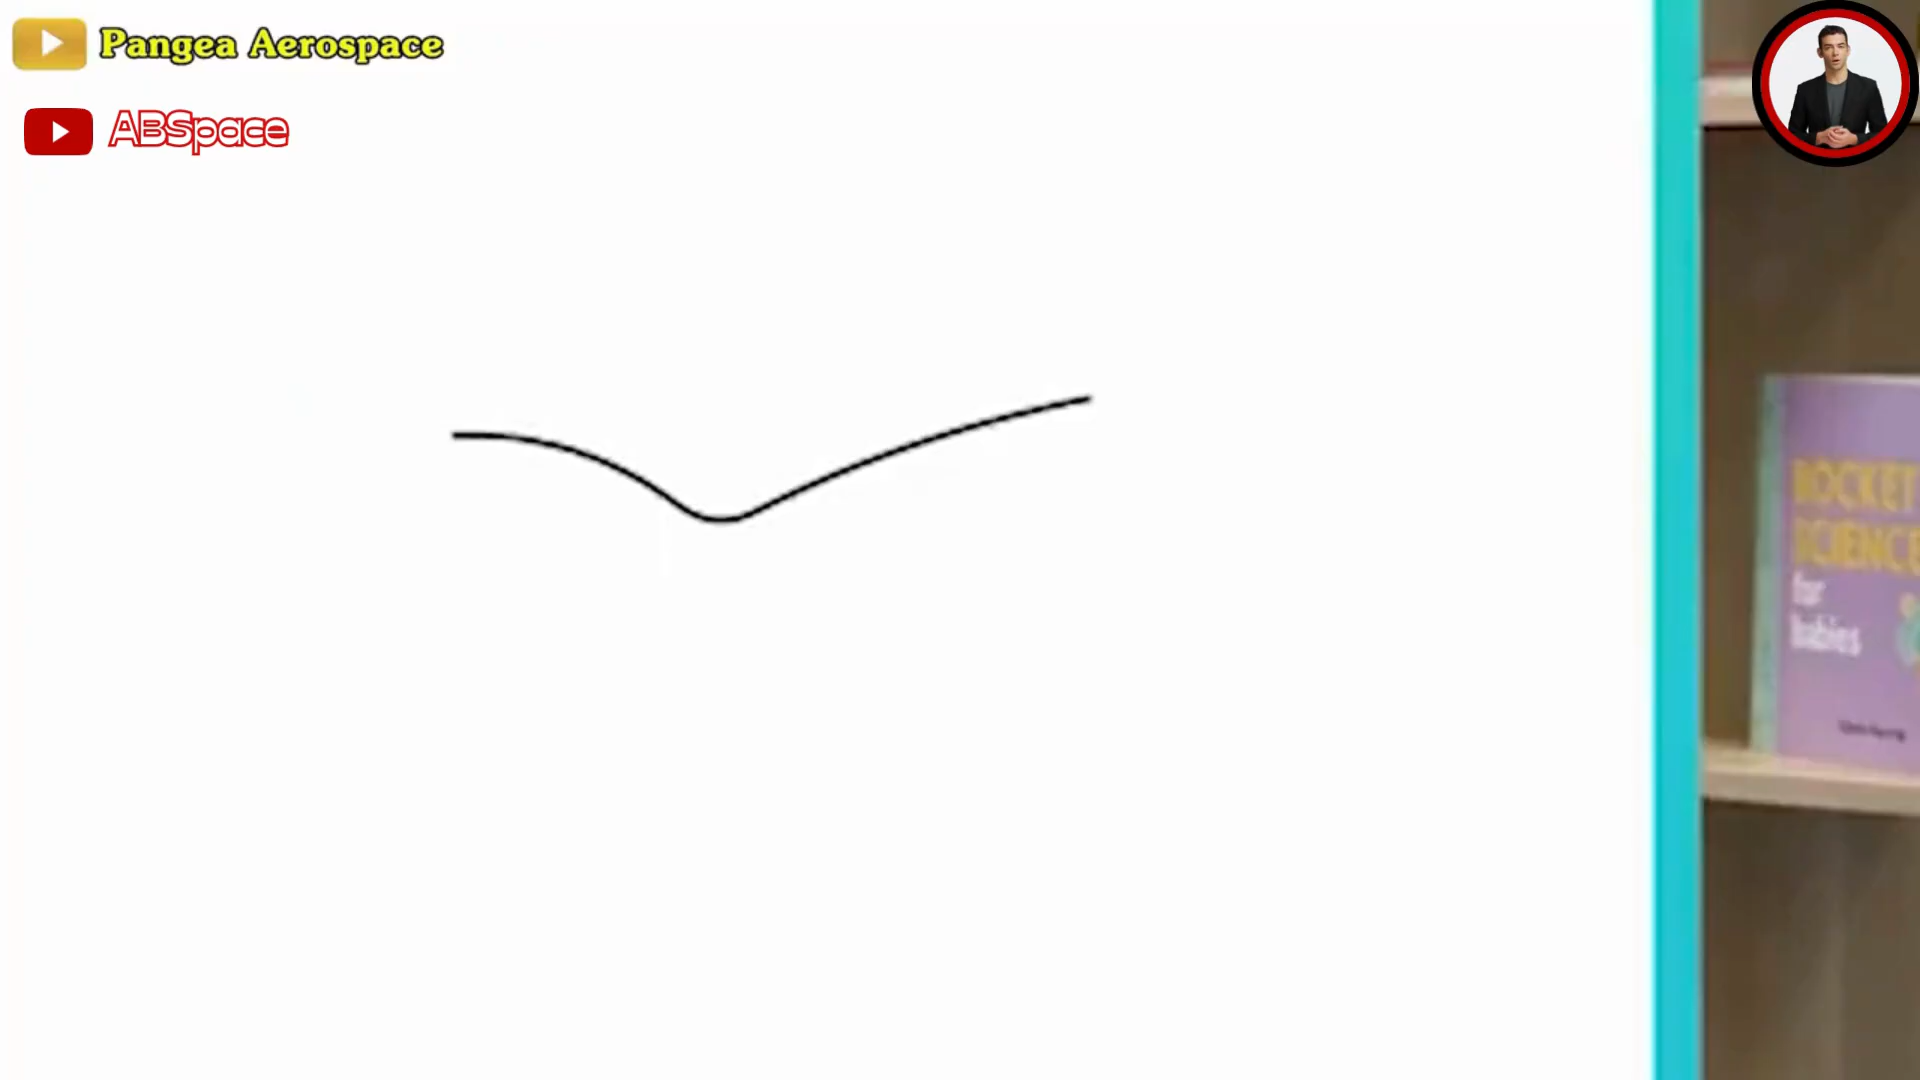 Pangea Aerospace
ABSpace
ROCKET
SCIENCE
for
babies